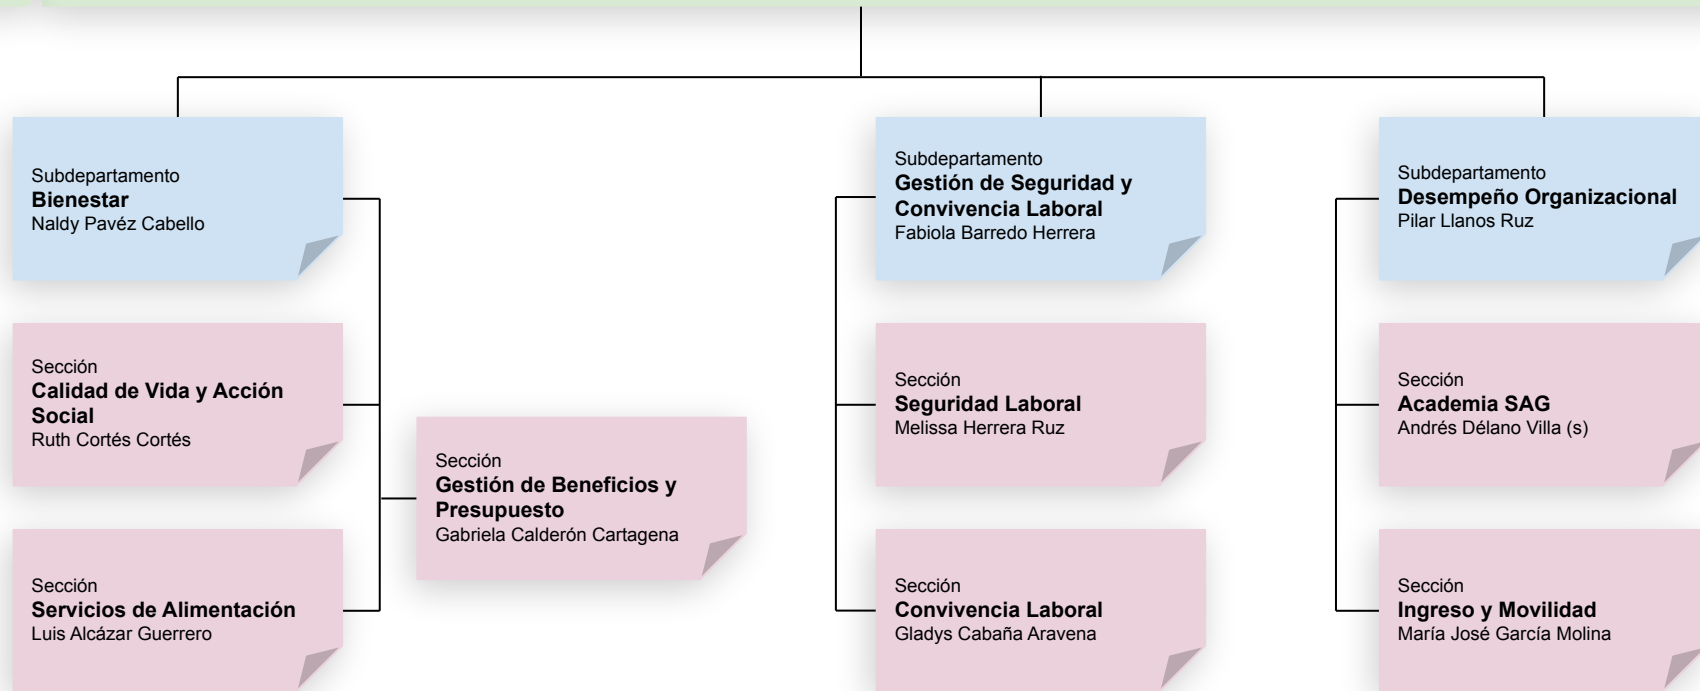 Subdepartamento
Bienestar
Naldy Pavéz Cabello
Sección
Calidad de Vida y Acción
Social
Ruth Cortés Cortés
Sección
Servicios de Alimentación
Luis Alcázar Guerrero
Sección
Gestión de Beneficios y
Presupuesto
Gabriela Calderón Cartagena
Subdepartamento
Gestión de Seguridad y
Convivencia Laboral
Fabiola Barredo Herrera
Sección
Seguridad Laboral
Melissa Herrera Ruz
Sección
Convivencia Laboral
Gladys Cabaña Aravena
Subdepartamento
Desempeño Organizacional
Pilar Llanos Ruz
Sección
Academia SAG
Andrés Délano Villa (s)
Sección
Ingreso y Movilidad
María José García Molina